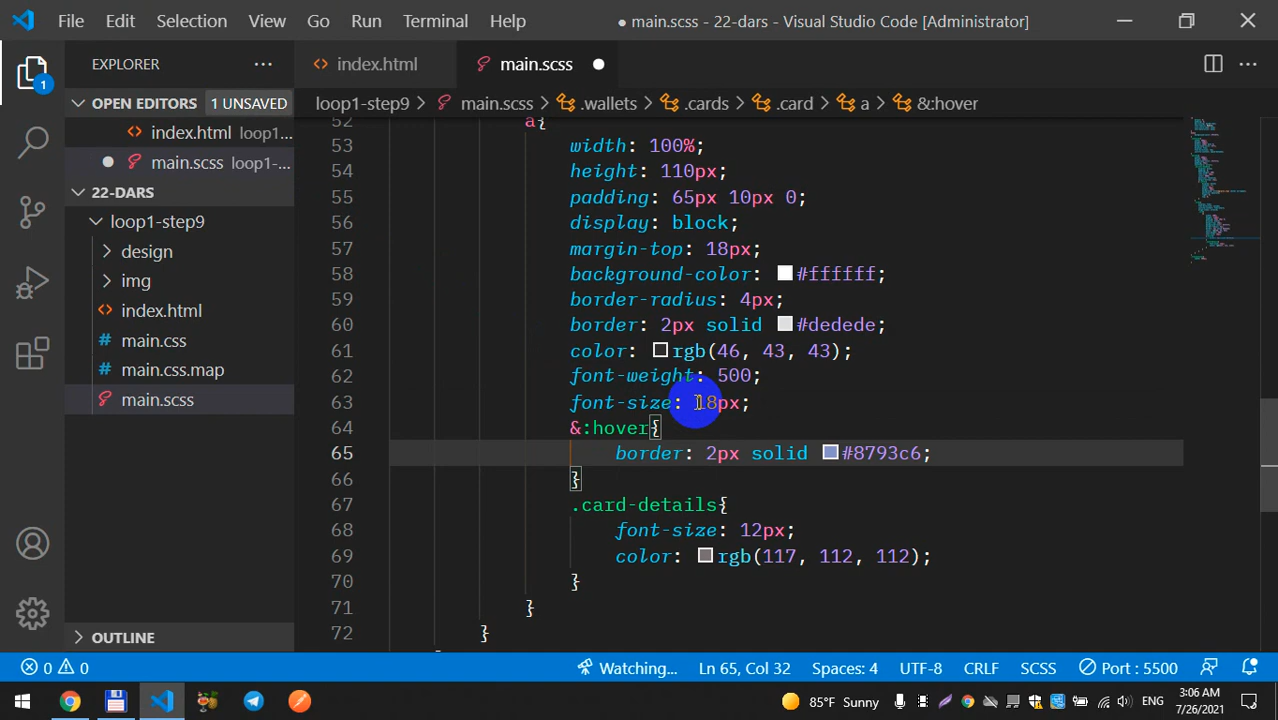 File Edit Selection View Go Run Terminal Help ● main.scss - 22-dars - Visual Studio Code [Administrator]
EXPLORER ...
index.html main.scss
OPEN EDITORS 1 UNSAVED
index.html loop1...
main.scss loop1-...
22-DARS
loop1-step9
design
img
index.html
main.css
main.css.map
main.scss
OUTLINE
1
loop1-step9 > main.scss > .wallets > .cards > .card > a > &:hover
52 a{
53 width: 100%;
54 height: 110px;
55 padding: 65px 10px 0;
56 display: block;
57 margin-top: 18px;
58 background-color: #ffffff;
59 border-radius: 4px;
60 border: 2px solid #dedede;
61 color: rgb(46, 43, 43);
62 font-weight: 500;
63 font-size: 18px;
64 &:hover{
65 border: 2px solid #8793c6;
66 }
67 .card-details{
68 font-size: 12px;
69 color: rgb(117, 112, 112);
70 }
71 }
72 }
0 0 Watching... Ln 65, Col 32 Spaces: 4 UTF-8 CRLF SCSS Port : 5500
85°F Sunny ENG 3:06 AM
7/26/2021